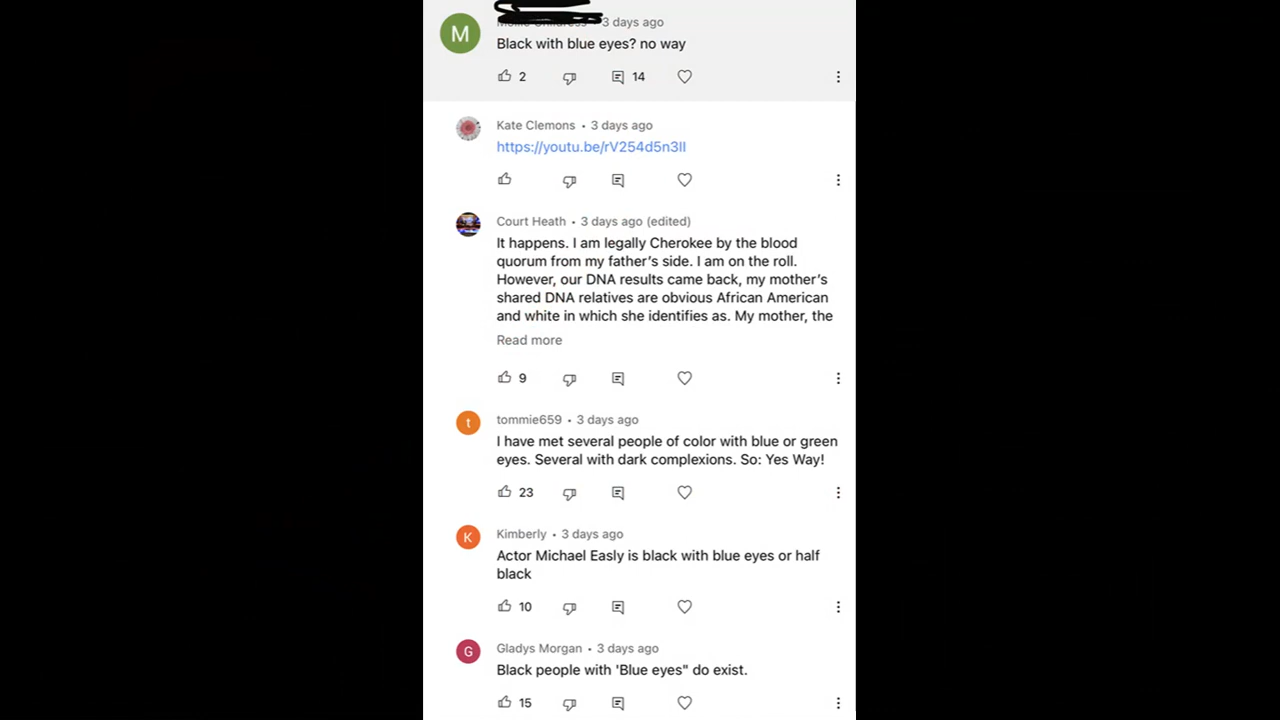 3 days ago
Black with blue eyes? no way
2 14
Kate Clemons • 3 days ago
https://youtu.be/rV254d5n3II
Court Heath • 3 days ago (edited)
It happens. I am legally Cherokee by the blood
quorum from my father’s side. I am on the roll.
However, our DNA results came back, my mother’s
shared DNA relatives are obvious African American
and white in which she identifies as. My mother, the
Read more
9
tommie659 • 3 days ago
I have met several people of color with blue or green
eyes. Several with dark complexions. So: Yes Way!
23
Kimberly • 3 days ago
Actor Michael Easly is black with blue eyes or half
black
10
Gladys Morgan • 3 days ago
Black people with 'Blue eyes" do exist.
15
M
t
K
G